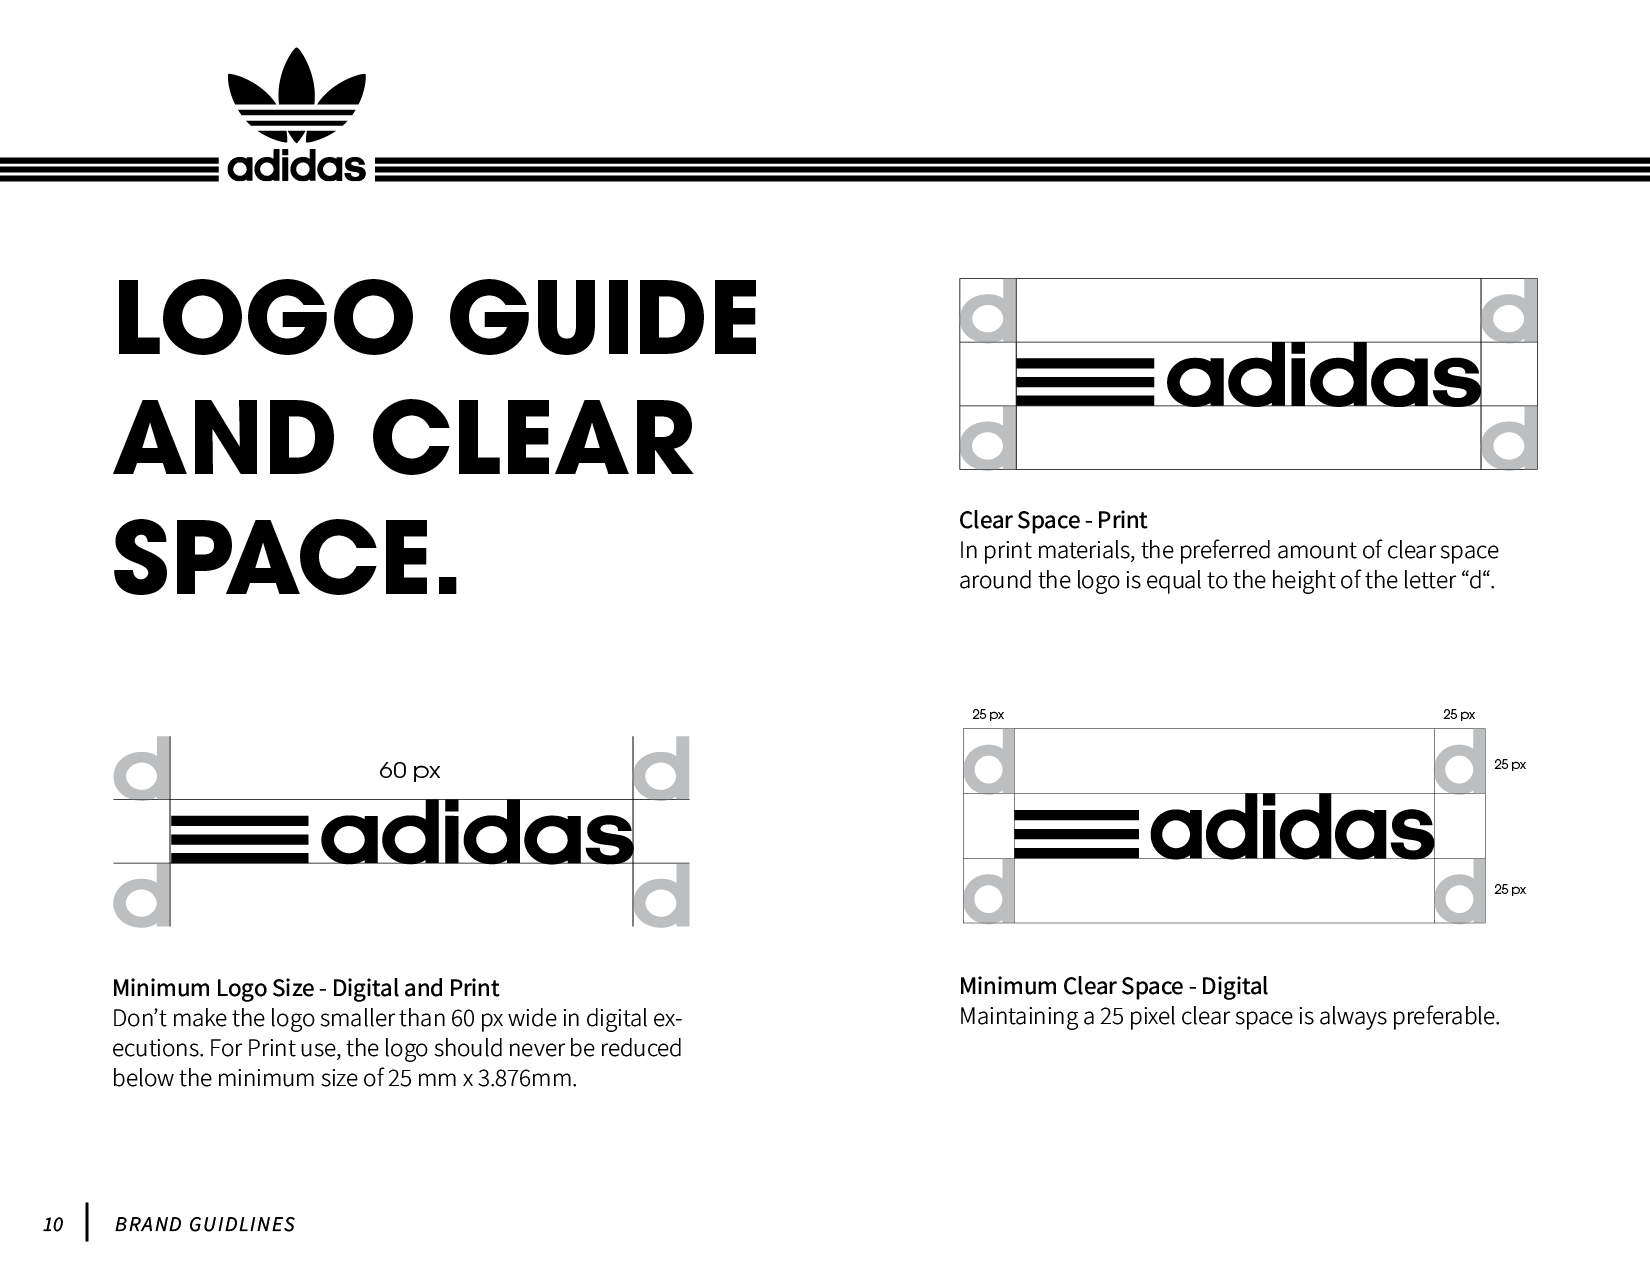 adidas
LOGO GUIDE
AND CLEAR
SPACE.
d d
adidas
d d
Clear Space - Print
In print materials, the preferred amount of clear space
around the logo is equal to the height of the letter “d“.
d 60 px d
adidas
d d
Minimum Logo Size - Digital and Print
Don’t make the logo smaller than 60 px wide in digital ex-
ecutions. For Print use, the logo should never be reduced
below the minimum size of 25 mm x 3.876mm.
25 px 25 px
d d 25 px
adidas
d d 25 px
Minimum Clear Space - Digital
Maintaining a 25 pixel clear space is always preferable.
10 BRAND GUIDLINES